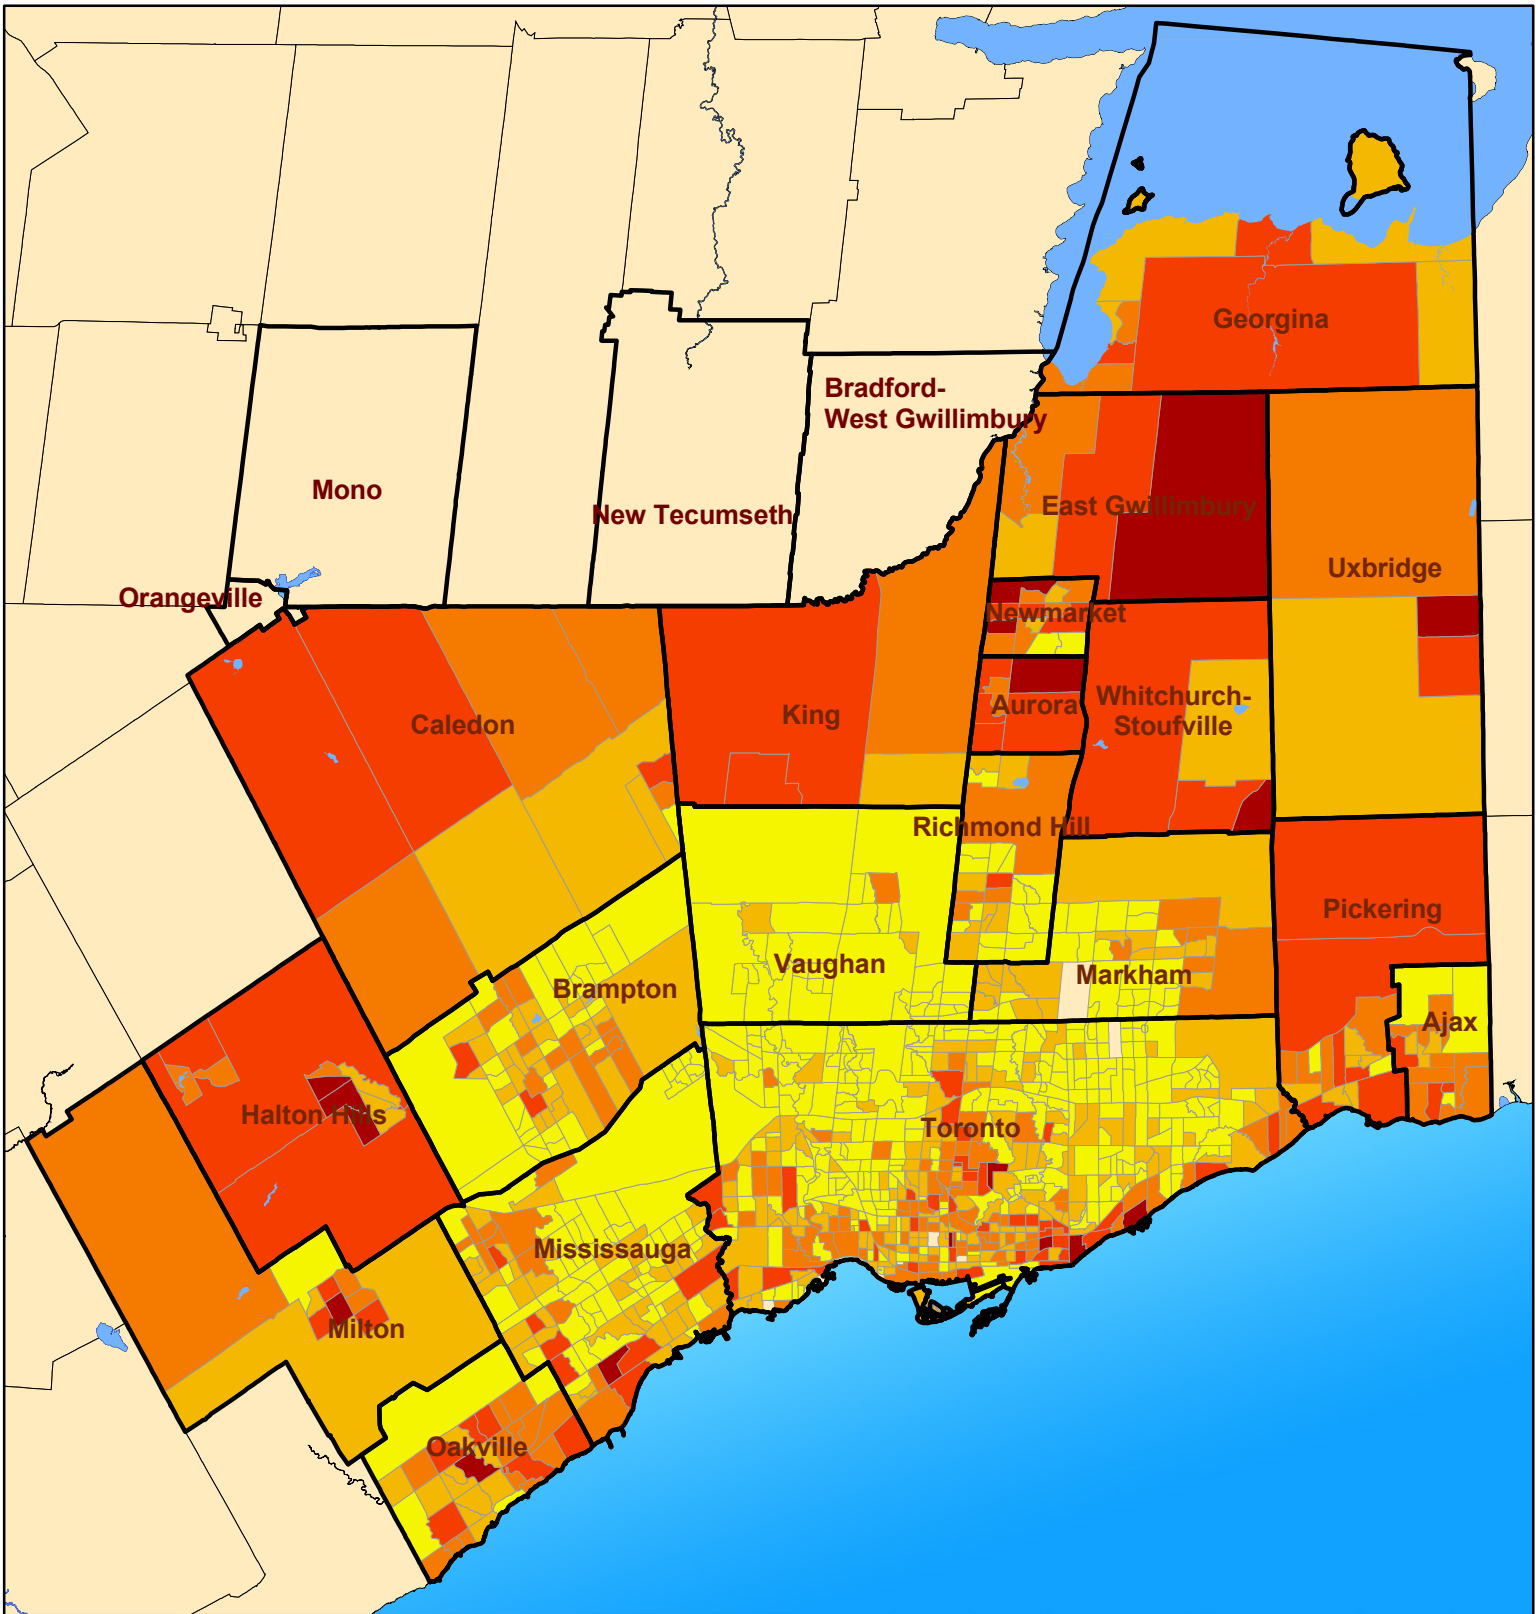 Georgina
Bradford-
West Gwillimbury
Mono
New Tecumseth
East Gwillimbury
Uxbridge
Orangeville
Newmarket
Caledon
King
Aurora
Whitchurch-
Stoufville
Richmond Hill
Pickering
Vaughan
Markham
Brampton
Ajax
Halton Hills
Toronto
Mississauga
Milton
Oakville